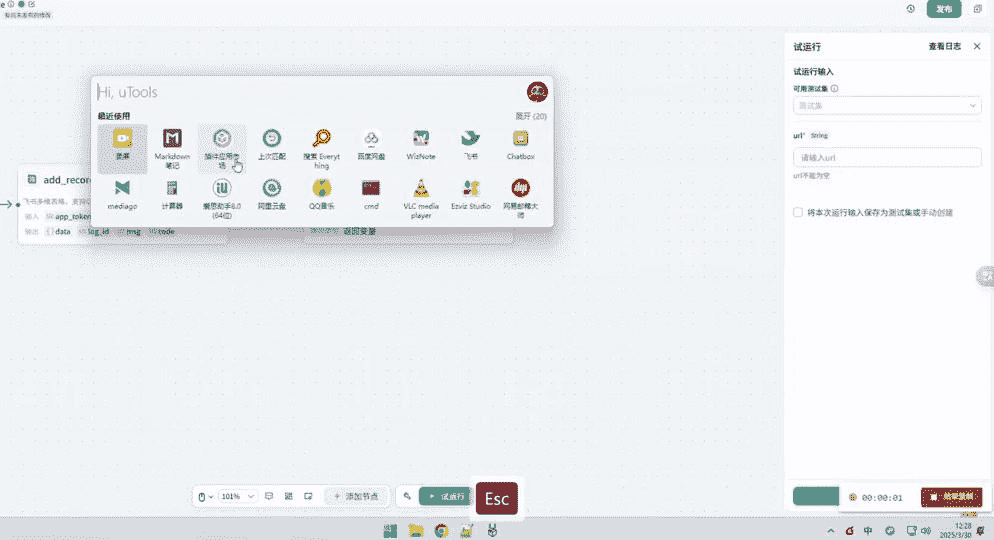 发布
试运行
查看日志
试运行输入
可用测试集
测试集
url* String
请输入url
url不能为空
将本次运行输入保存为测试集或手动创建
Hi, uTools
最近使用
展开 (20)
录屏
Markdown
笔记
插件应用市
场
上次匹配
搜索 Everyt
hing
百度网盘
WizNote
飞书
Chatbox
mediago
计算器
(64位)
阿里云盘
QQ音乐
cmd
VLC media
player
Ezviz Studio
网易邮箱大
师
add_recor
输入 app_token
输出 data log_id msg code
返回变量
101%
添加节点
试运行
Esc
00:00:01
结束录制
中
12:28
2025/3/30